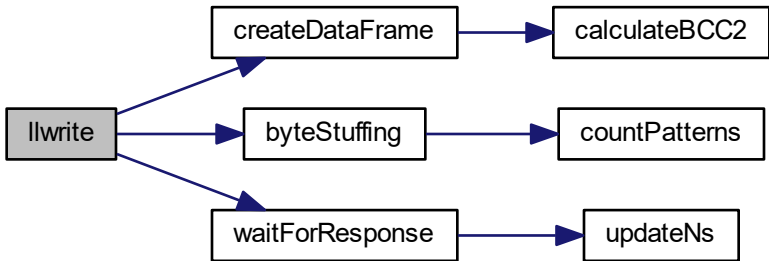 createDataFrame
calculateBCC2
llwrite
byteStuffing
countPatterns
waitForResponse
updateNs